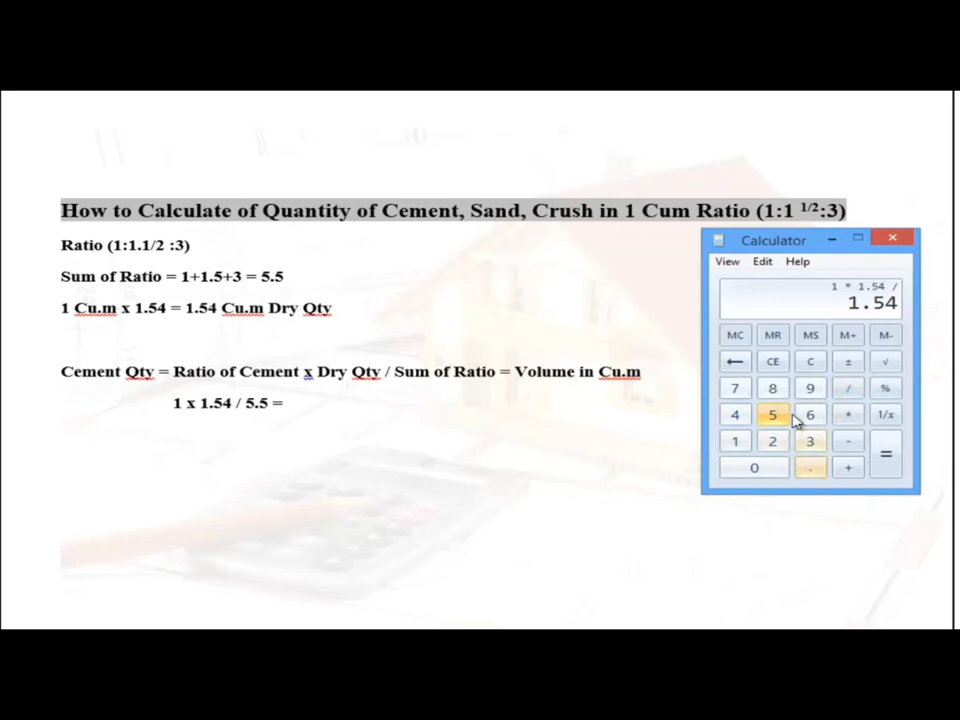 How to Calculate of Quantity of Cement, Sand, Crush in 1 Cum Ratio (1:1 1/2:3)
Ratio (1:1.1/2 :3)
Sum of Ratio = 1+1.5+3 = 5.5
1 Cu.m x 1.54 = 1.54 Cu.m Dry Qty
Cement Qty = Ratio of Cement x Dry Qty / Sum of Ratio = Volume in Cu.m
1 x 1.54 / 5.5 =
Calculator
View Edit Help
1 * 1.54 /
1.54
MC MR MS M+ M-
← CE C ± √
7 8 9 / %
4 5 6 * 1/x
1 2 3 - =
0 . +